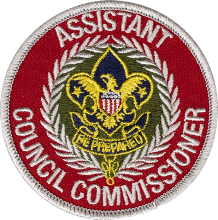 ASSISTANT
BE PREPARED
COUNCIL COMMISSIONER